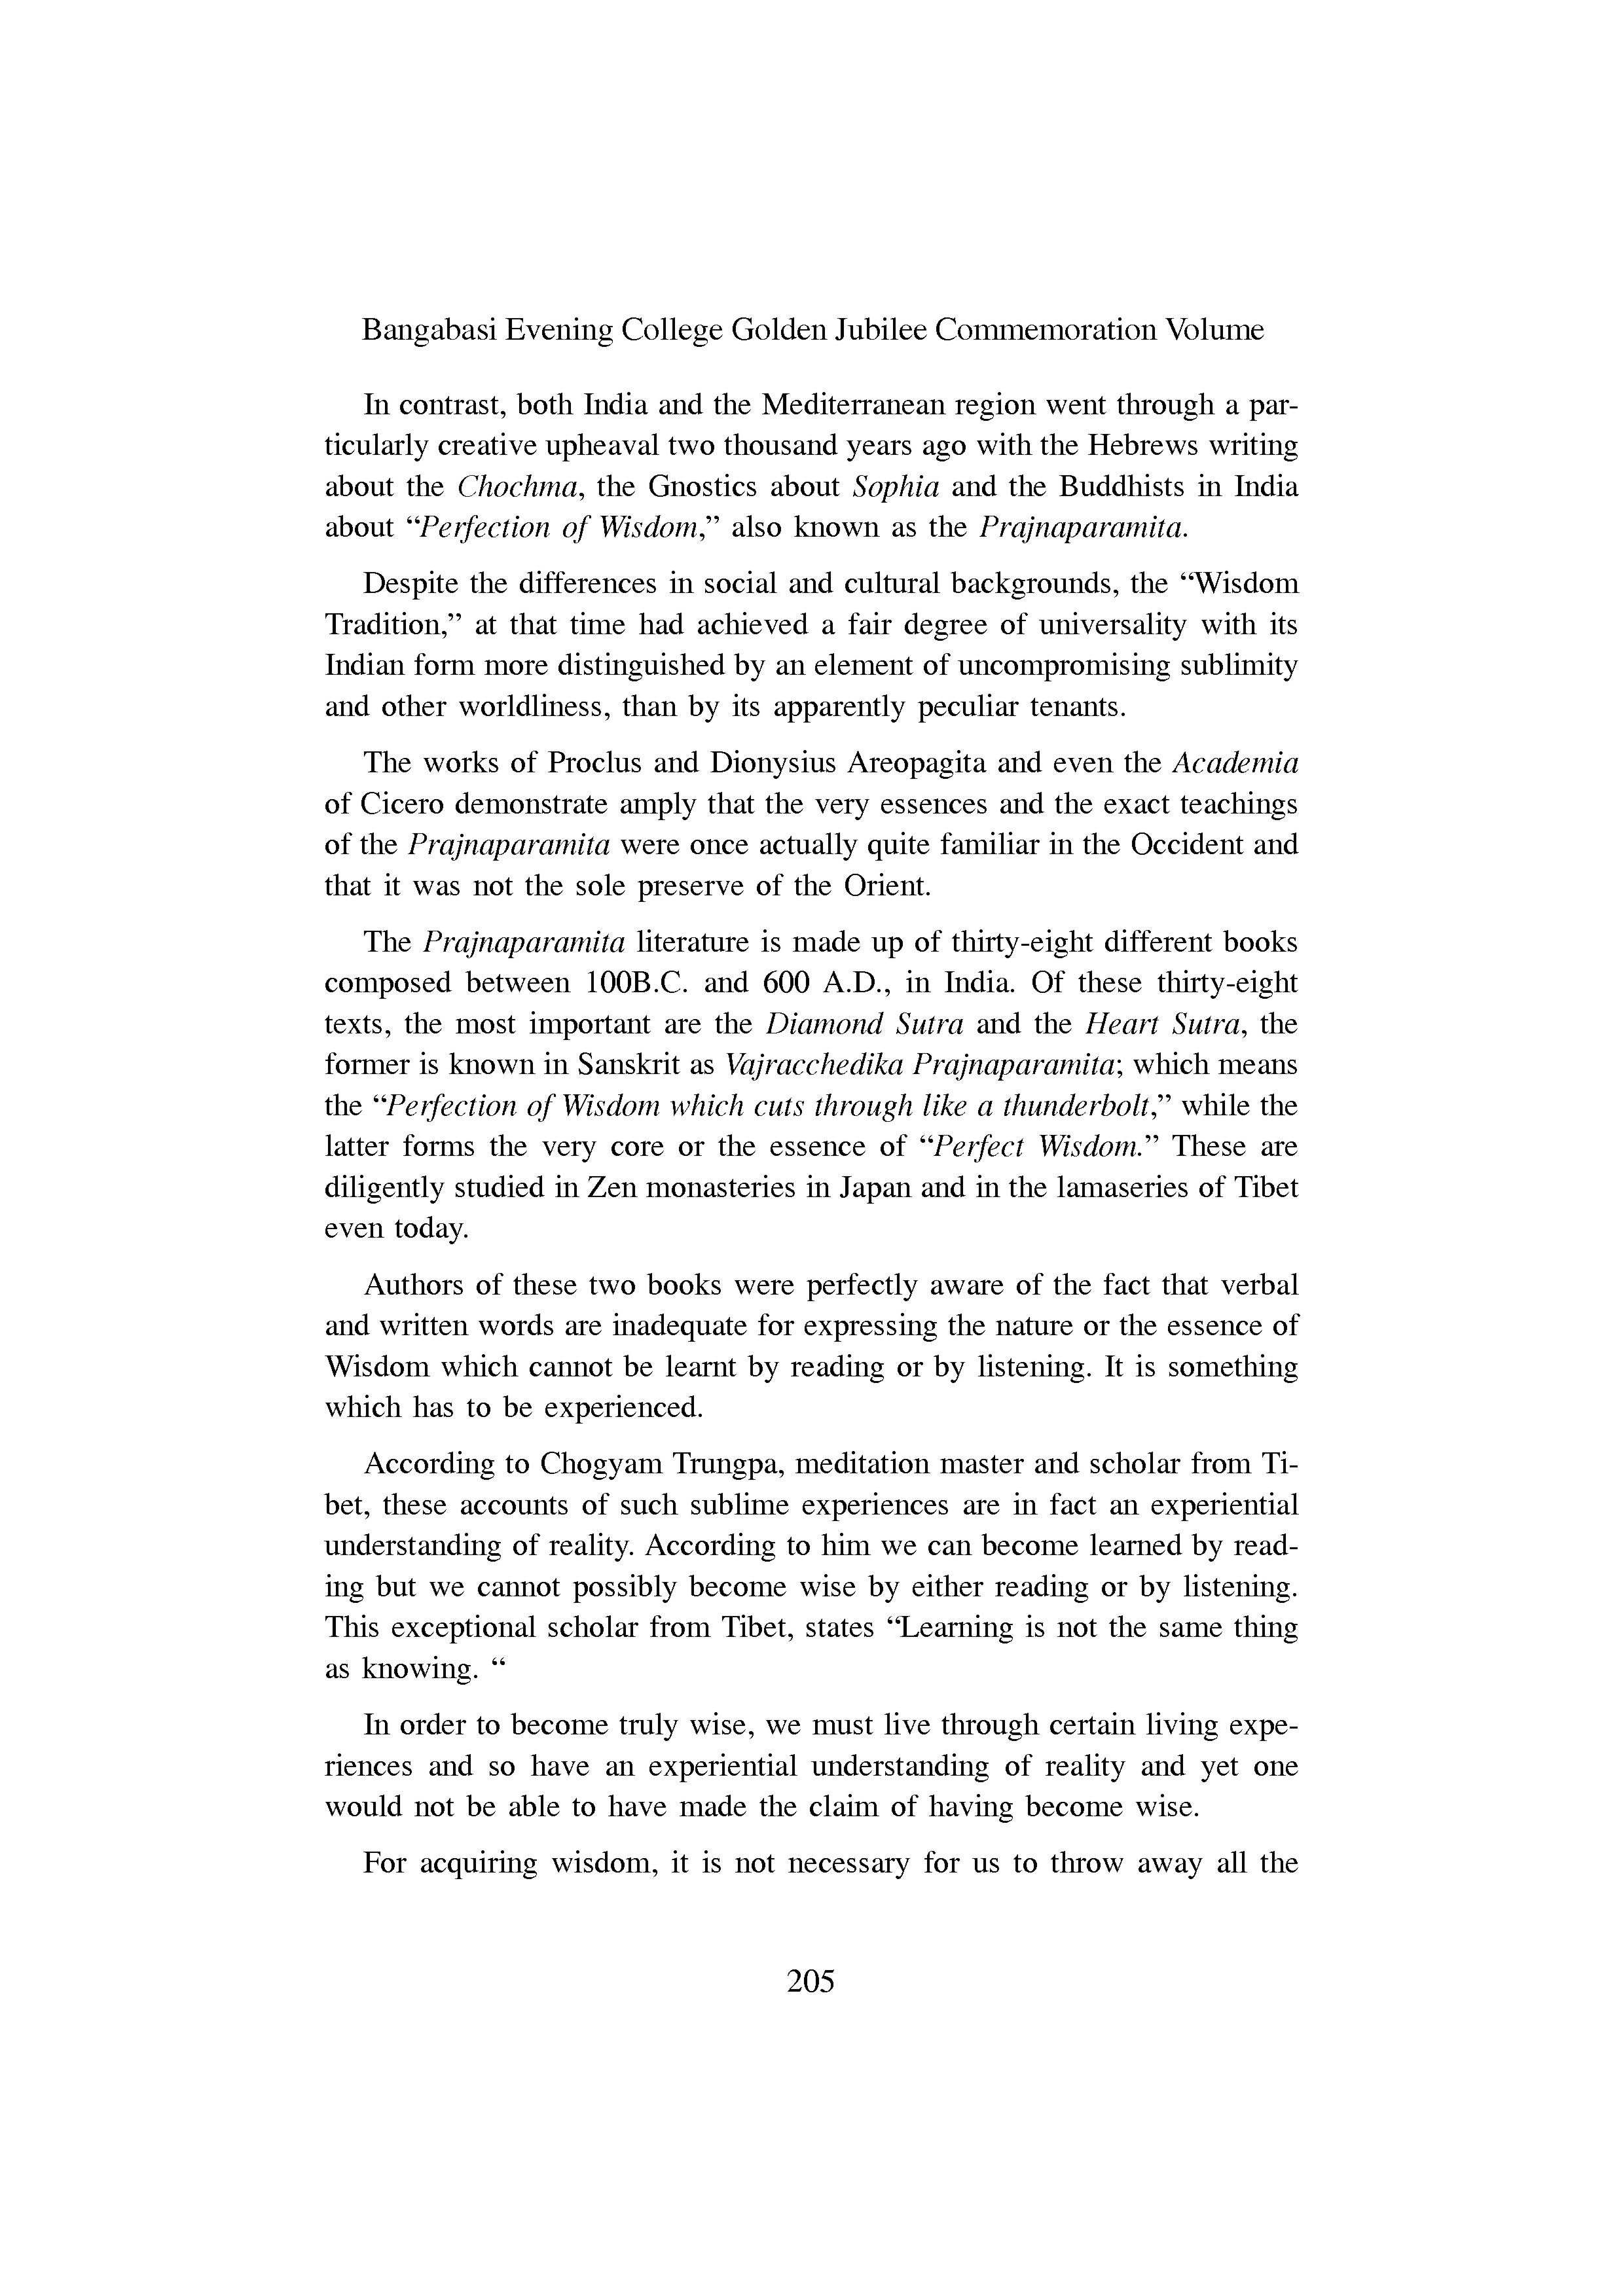 Bangabasi Evening College Golden Jubilee Commemoration Volume
In contrast, both India and the Mediterranean region went through a par-
ticularly creative upheaval two thousand years ago with the Hebrews writing
about the Chochma, the Gnostics about Sophia and the Buddhists in India
about “Perfection of Wisdom,” also known as the Prajnaparamita.
Despite the differences in social and cultural backgrounds, the “Wisdom
Tradition,” at that time had achieved a fair degree of universality with its
Indian form more distinguished by an element of uncompromising sublimity
and other worldliness, than by its apparently peculiar tenants.
The works of Proclus and Dionysius Areopagita and even the Academia
of Cicero demonstrate amply that the very essences and the exact teachings
of the Prajnaparamita were once actually quite familiar in the Occident and
that it was not the sole preserve of the Orient.
The Prajnaparamita literature is made up of thirty-eight different books
composed between 100B.C. and 600 A.D., in India. Of these thirty-eight
texts, the most important are the Diamond Sutra and the Heart Sutra, the
former is known in Sanskrit as Vajracchedika Prajnaparamita; which means
the “Perfection of Wisdom which cuts through like a thunderbolt,” while the
latter forms the very core or the essence of “Perfect Wisdom.” These are
diligently studied in Zen monasteries in Japan and in the lamaseries of Tibet
even today.
Authors of these two books were perfectly aware of the fact that verbal
and written words are inadequate for expressing the nature or the essence of
Wisdom which cannot be learnt by reading or by listening. It is something
which has to be experienced.
According to Chogyam Trungpa, meditation master and scholar from Ti-
bet, these accounts of such sublime experiences are in fact an experiential
understanding of reality. According to him we can become learned by read-
ing but we cannot possibly become wise by either reading or by listening.
This exceptional scholar from Tibet, states “Learning is not the same thing
as knowing. “
In order to become truly wise, we must live through certain living expe-
riences and so have an experiential understanding of reality and yet one
would not be able to have made the claim of having become wise.
For acquiring wisdom, it is not necessary for us to throw away all the
205